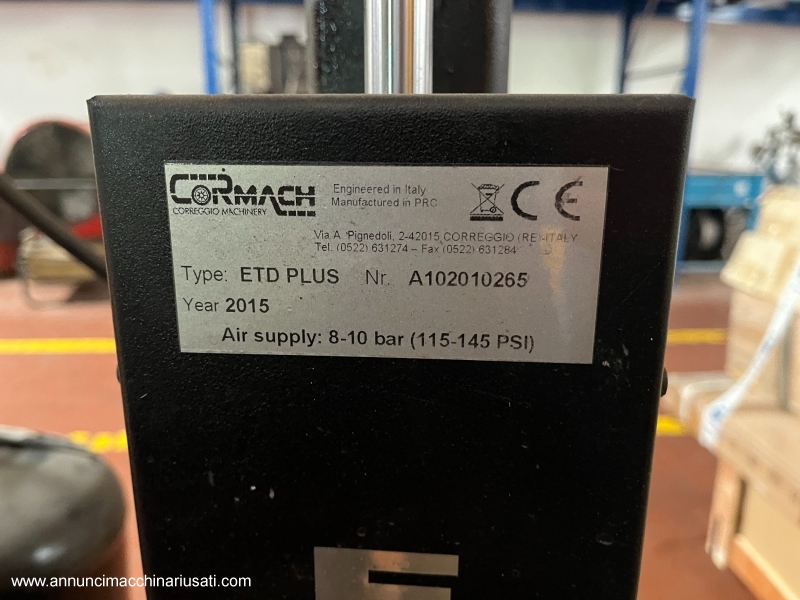 CORMACH
CORREGGIO MACHINERY
Engineered in Italy
Manufactured in PRC
CE
Via A. Pignedoli, 2-42015 CORREGGIO (RE)-ITALY
Tel. (0522) 631274 – Fax (0522) 631284
Type: ETD PLUS Nr. A102010265
Year 2015
Air supply: 8-10 bar (115-145 PSI)
www.annuncimacchinariusati.com